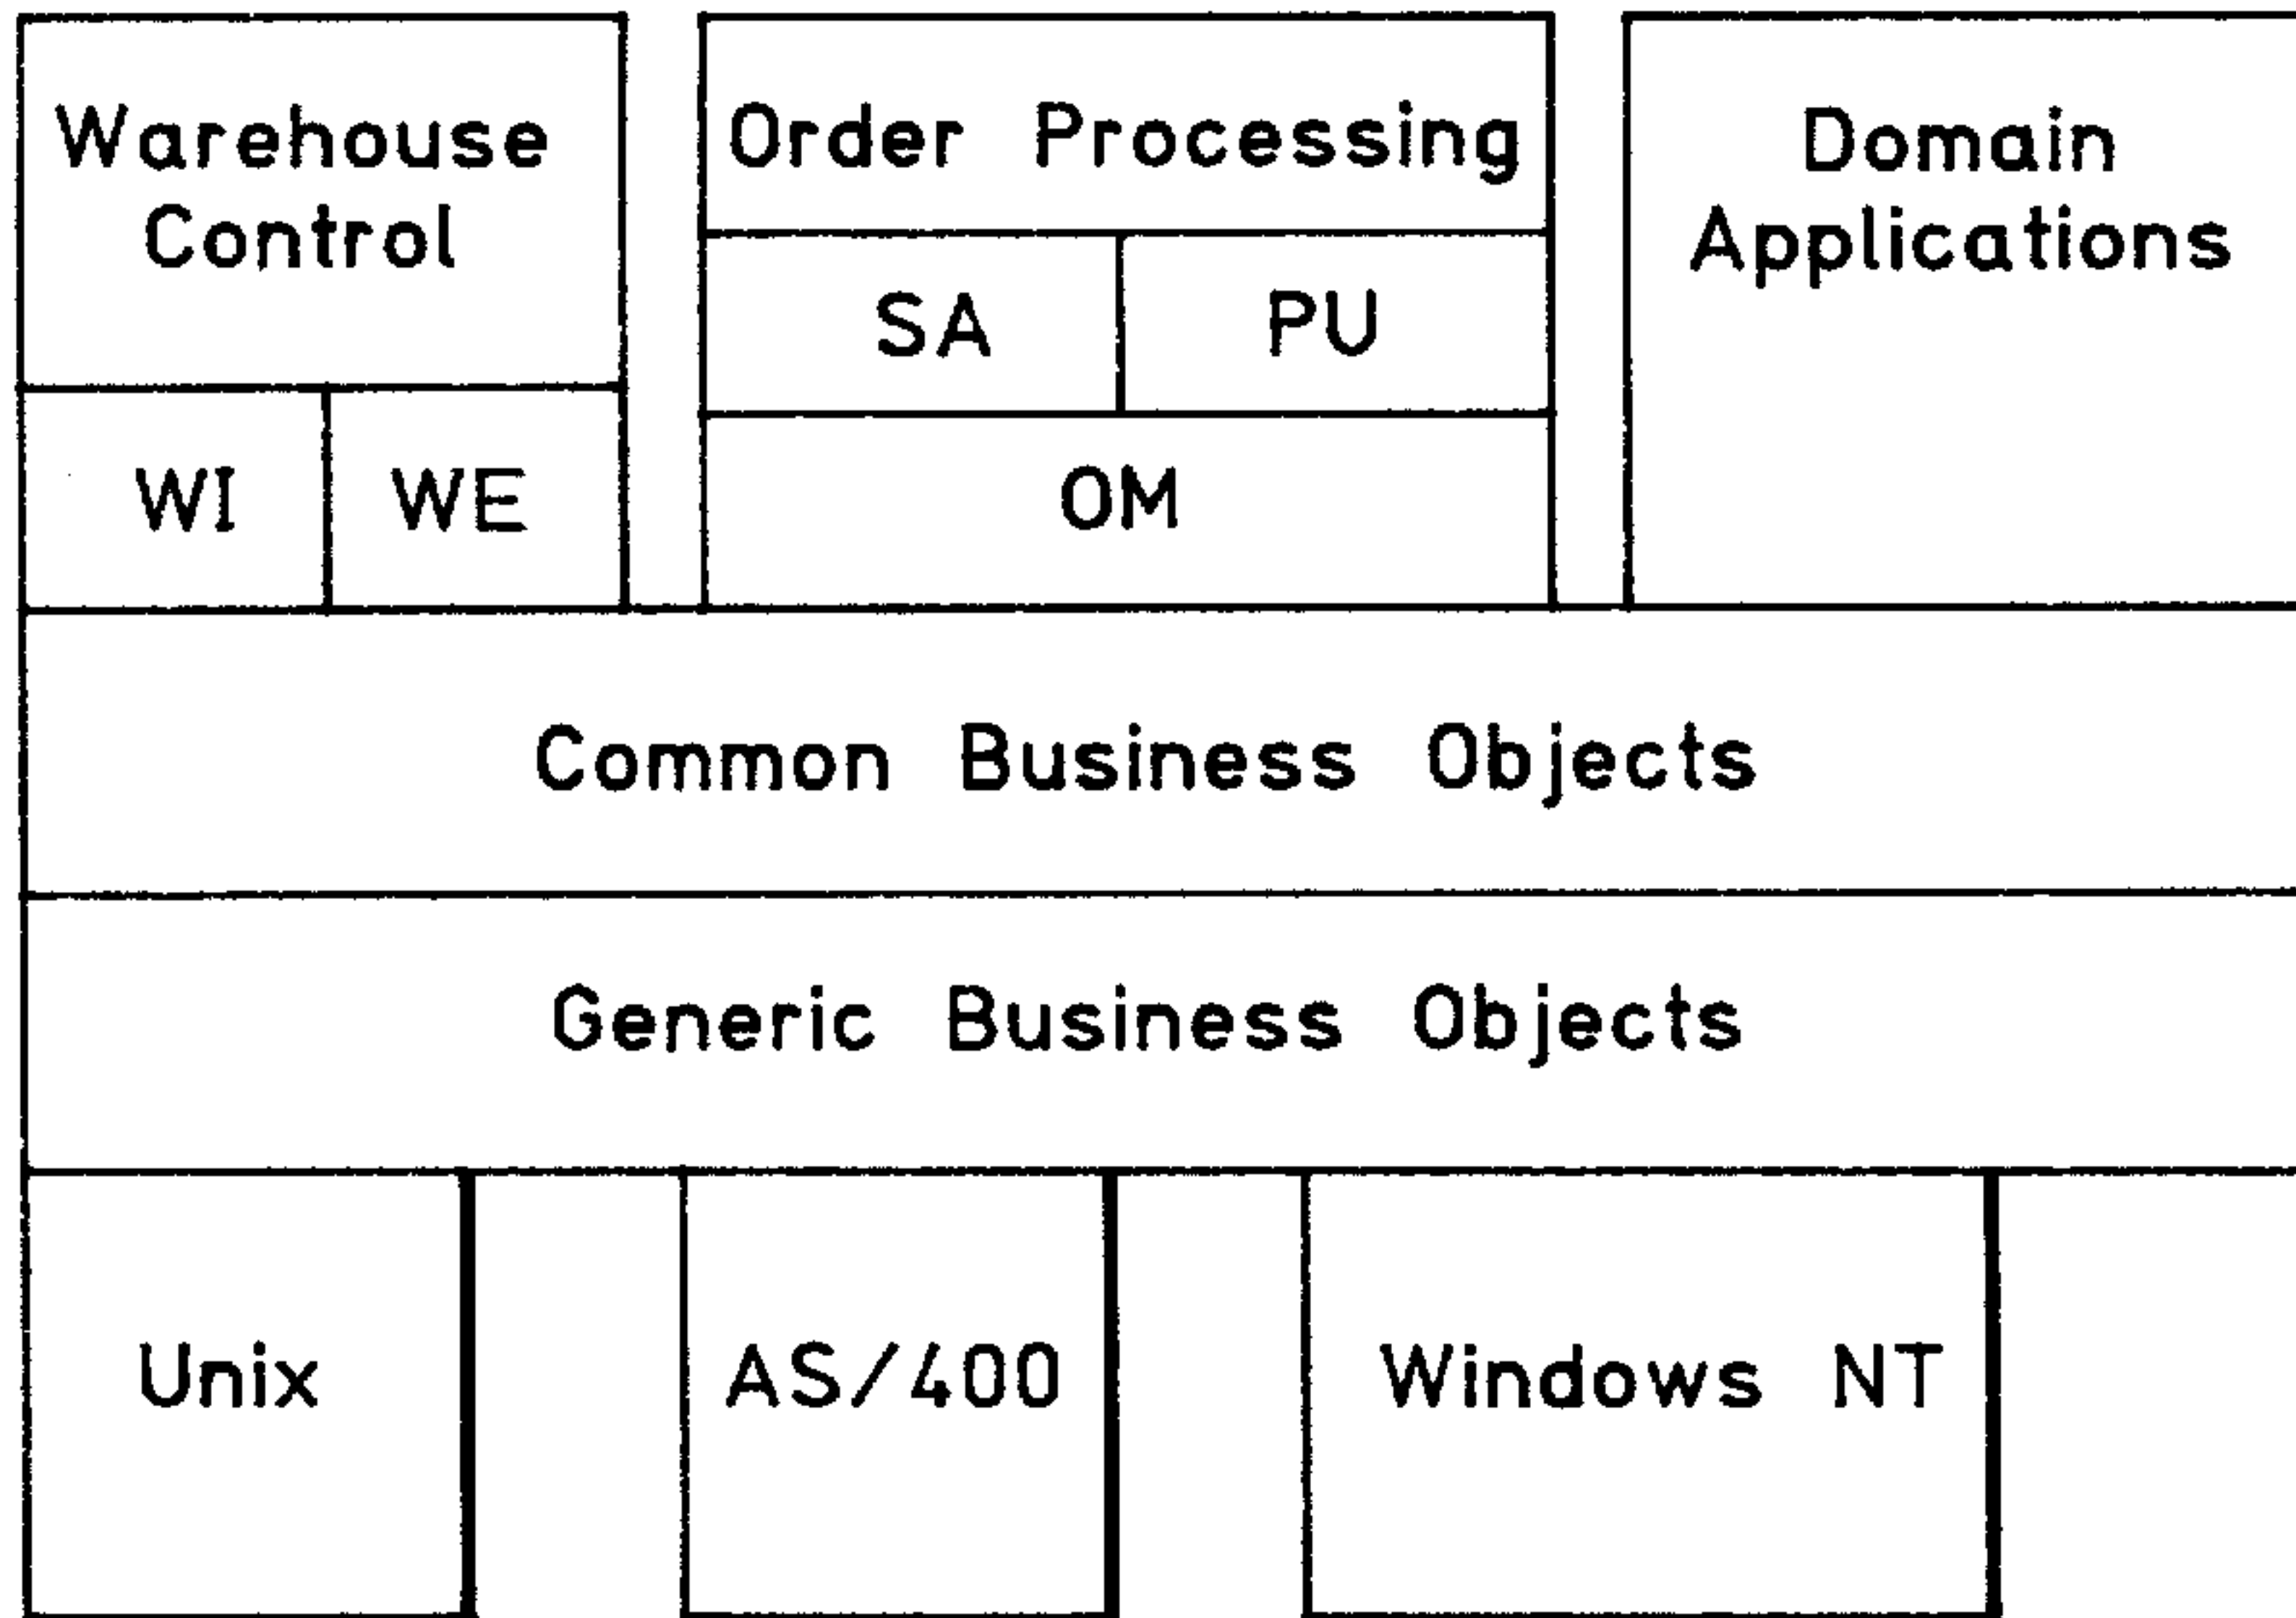 Warehouse
Control
Order Processing
Domain
Applications
SA
PU
WI
WE
OM
Common Business Objects
Generic Business Objects
Unix
AS/400
Windows NT